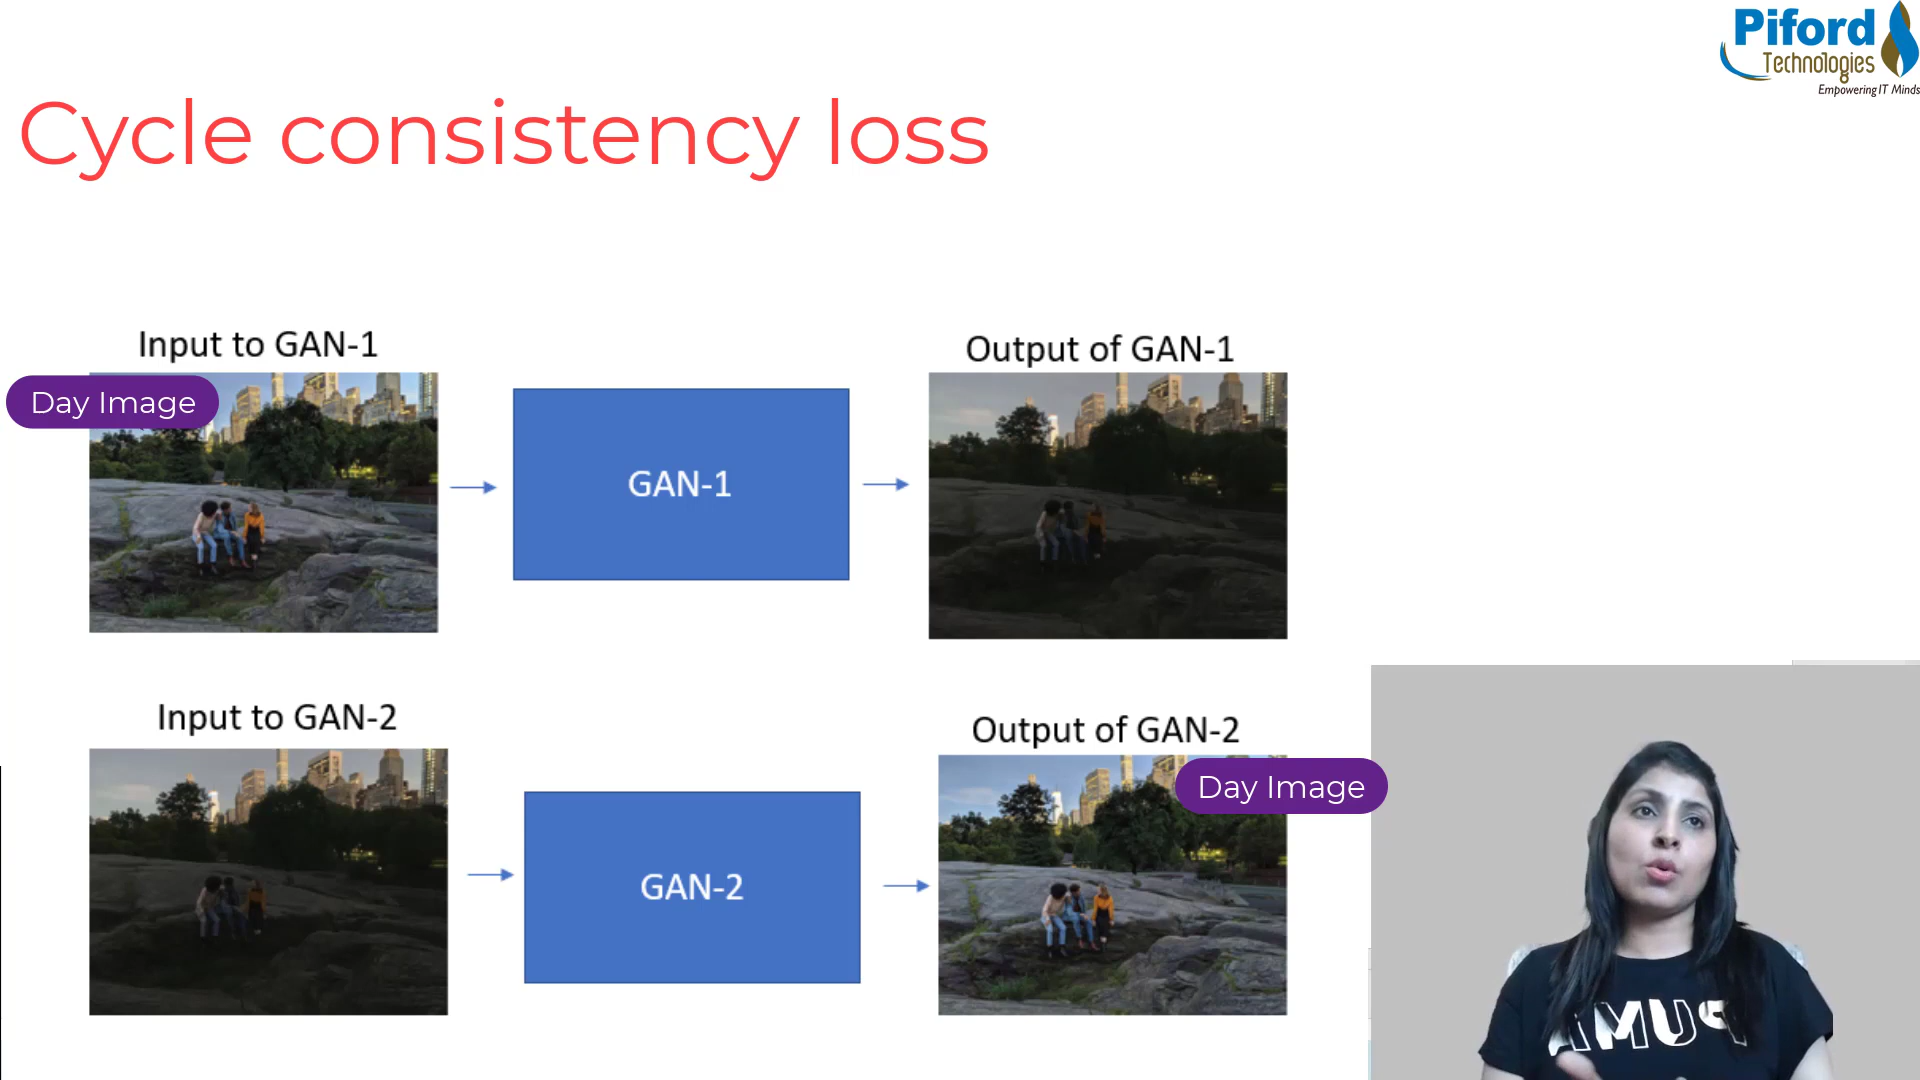 Piford
Technologies
Empowering IT Minds
Cycle consistency loss
Input to GAN-1
Output of GAN-1
Day Image
GAN-1
Input to GAN-2
Output of GAN-2
Day Image
GAN-2
PUMA